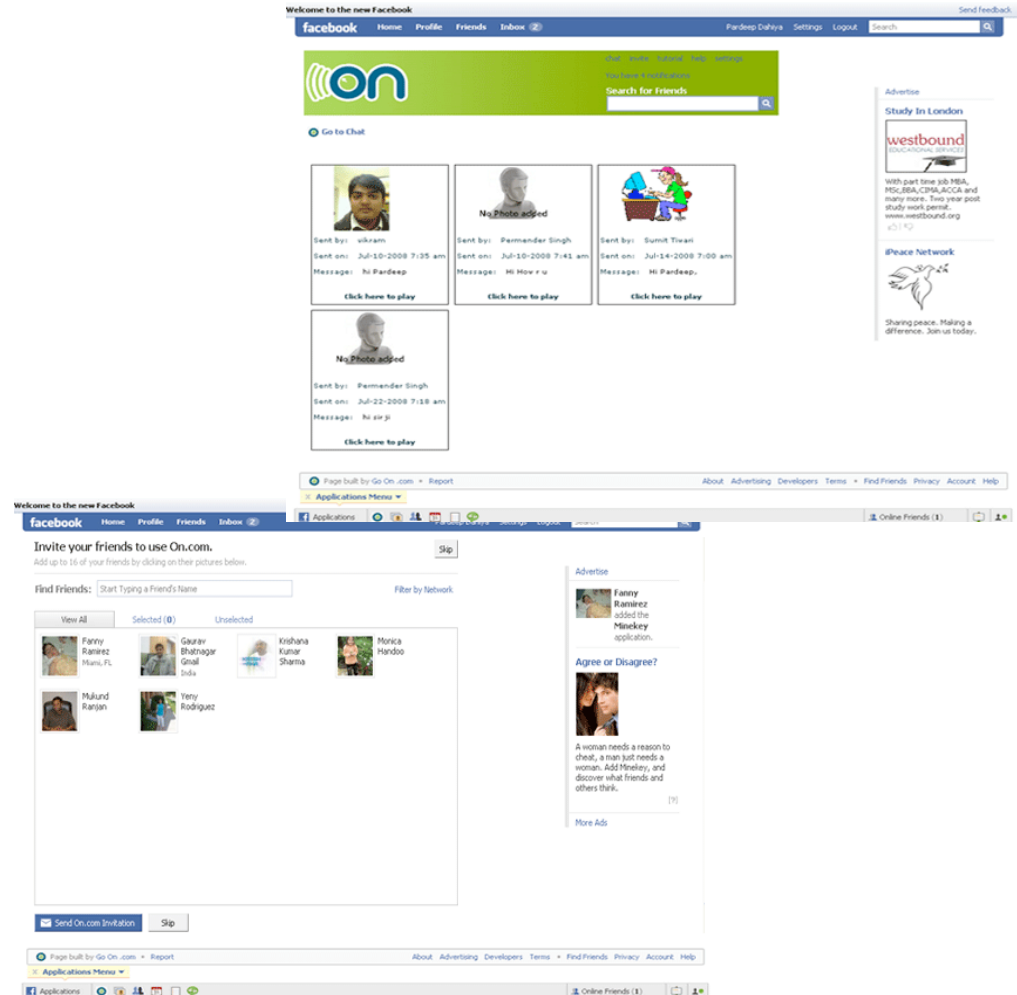 Welcome to the new Facebook
Send feedback
facebook Home Profile Friends Inbox 2 Pardeep Dahiya Settings Logout Search
on
chat invite tutorial help settings
You have 4 notifications
Search for Friends
Go to Chat
Sent by: vikram
Sent on: Jul-10-2008 7:35 am
Message: hi Pardeep
Click here to play
No Photo added
Sent by: Permender Singh
Sent on: Jul-10-2008 7:41 am
Message: Hi How r u
Click here to play
Sent by: Sumit Tiwari
Sent on: Jul-14-2008 7:00 am
Message: Hi Pardeep,
Click here to play
No Photo added
Sent by: Permender Singh
Sent on: Jul-22-2008 7:18 am
Message: hi sir ji
Click here to play
Advertise
Study In London
westbound
EDUCATIONAL SERVICES
With part time job MBA,
MSc,BBA,CIMA,ACCA and
many more. Two year post
study work permit.
www.westbound.org
iPeace Network
Sharing peace. Making a
difference. Join us today.
Page built by Go On .com • Report
About Advertising Developers Terms • Find Friends Privacy Account Help
× Applications Menu
Applications
Online Friends (1)
Welcome to the new Facebook
facebook Home Profile Friends Inbox 2 Pardeep Dahiya Settings Logout Search
Invite your friends to use On.com.
Skip
Add up to 16 of your friends by clicking on their pictures below.
Find Friends: Start Typing a Friend's Name
Filter by Network
View All Selected (0) Unselected
Fanny
Ramirez
Miami, FL
Gaurav
Bhatnagar
Gmail
India
Krishana
Kumar
Sharma
Monica
Handoo
Mukund
Ranjan
Yeny
Rodriguez
Send On.com Invitation Skip
Advertise
Fanny
Ramirez
added the
Minekey
application.
Agree or Disagree?
A woman needs a reason to
cheat, a man just needs a
woman. Add Minekey, and
discover what friends and
others think.
[?]
More Ads
Page built by Go On .com • Report
About Advertising Developers Terms • Find Friends Privacy Account Help
× Applications Menu
Applications
Online Friends (1)